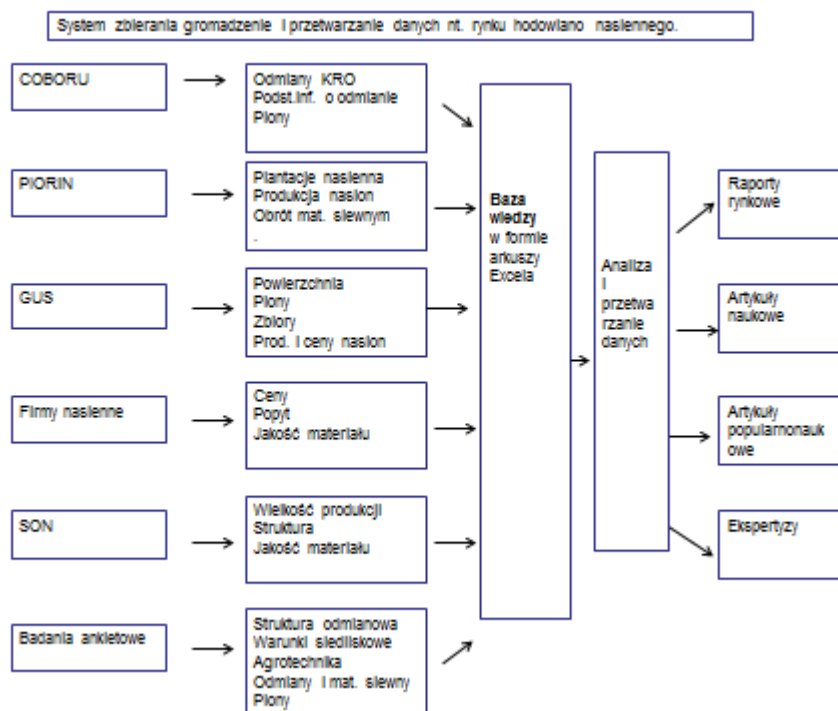 System zbierania gromadzenie i przetwarzanie danych nt. rynku hodowlano nasiennego.
COBORU
Odmiany KRO
Podst.inf. o odmianie
Plony
PIORIN
Plantacje nasienna
Produkcja nasion
Obrót mat. siewnym
.
GUS
Powierzchnia
Plony
Zbiory
Prod. i ceny nasion
Firmy nasienne
Ceny
Popyt
Jakość materiału
SON
Wielkość produkcji
Struktura
Jakość materiału
Badania ankietowe
Struktura odmianowa
Warunki siedliskowe
Agrotechnika
Odmiany i mat. siewny
Plony
Baza
wiedzy
w formie
arkuszy
Excela
Analiza
i
przetwa
rzanie
danych
Raporty
rynkowe
Artykuły
naukowe
Artykuły
popularnonauk
owe
Ekspertyzy